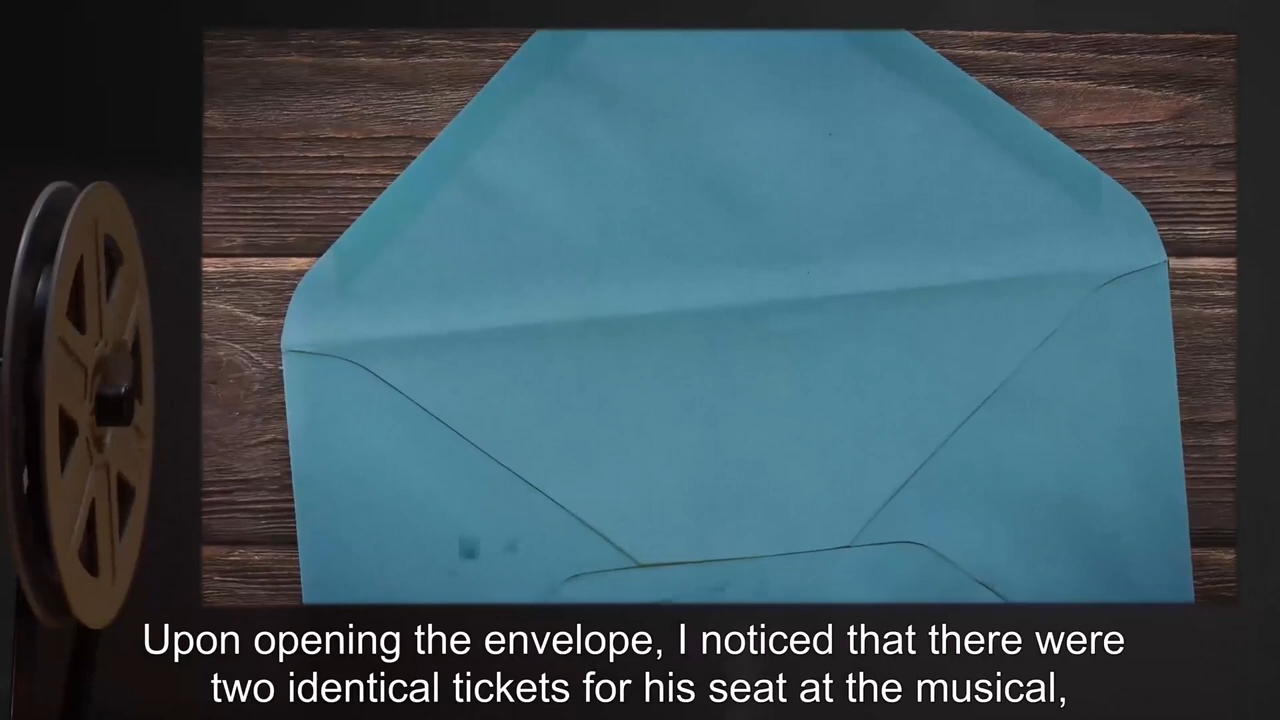 Upon opening the envelope, I noticed that there were
two identical tickets for his seat at the musical,